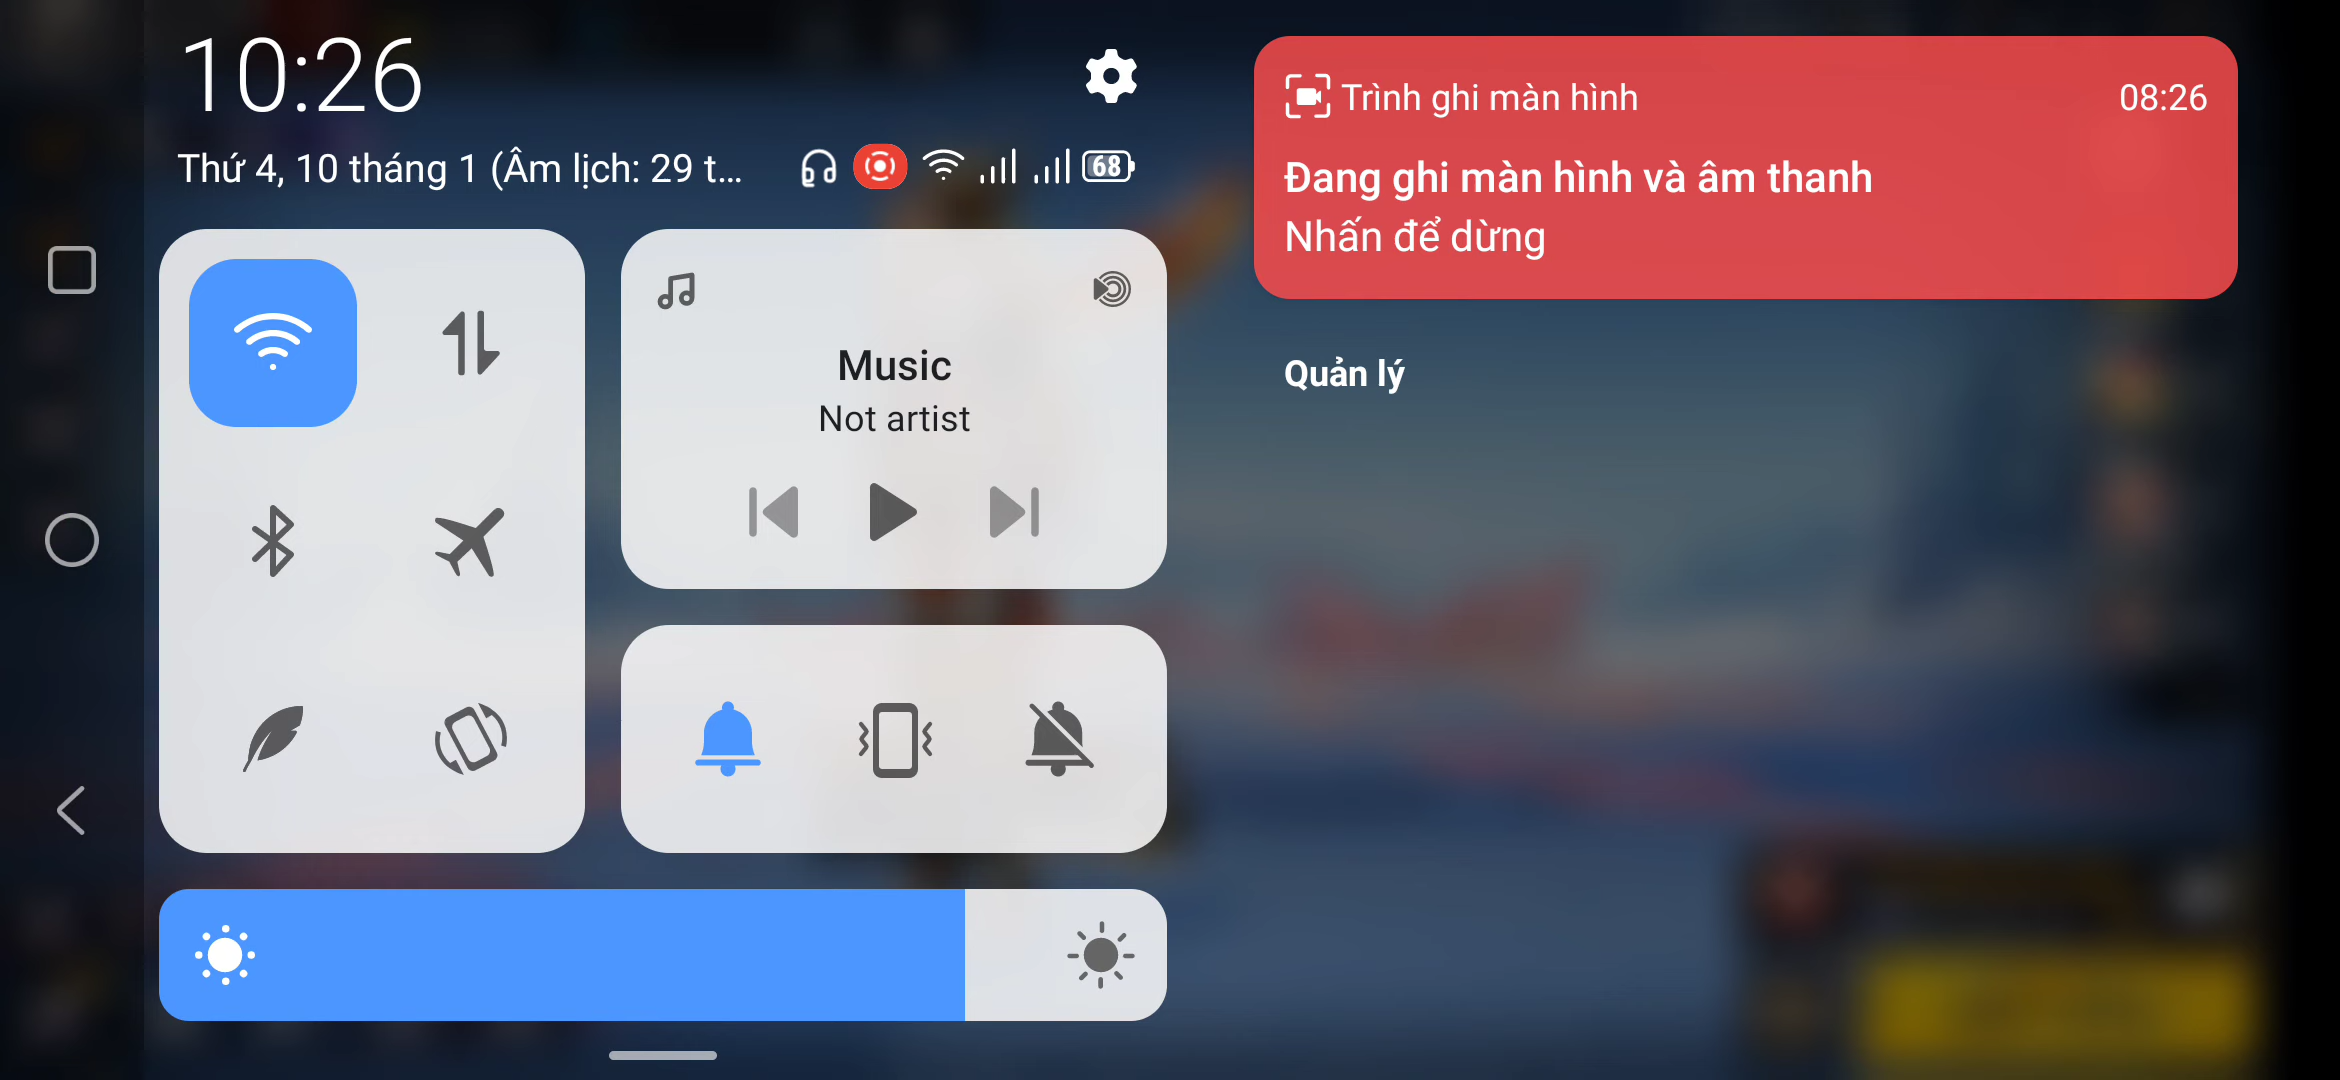 10:26
Thứ 4, 10 tháng 1 (Âm lịch: 29 t...
68
Music
Not artist
Trình ghi màn hình
08:26
Đang ghi màn hình và âm thanh
Nhấn để dừng
Quản lý